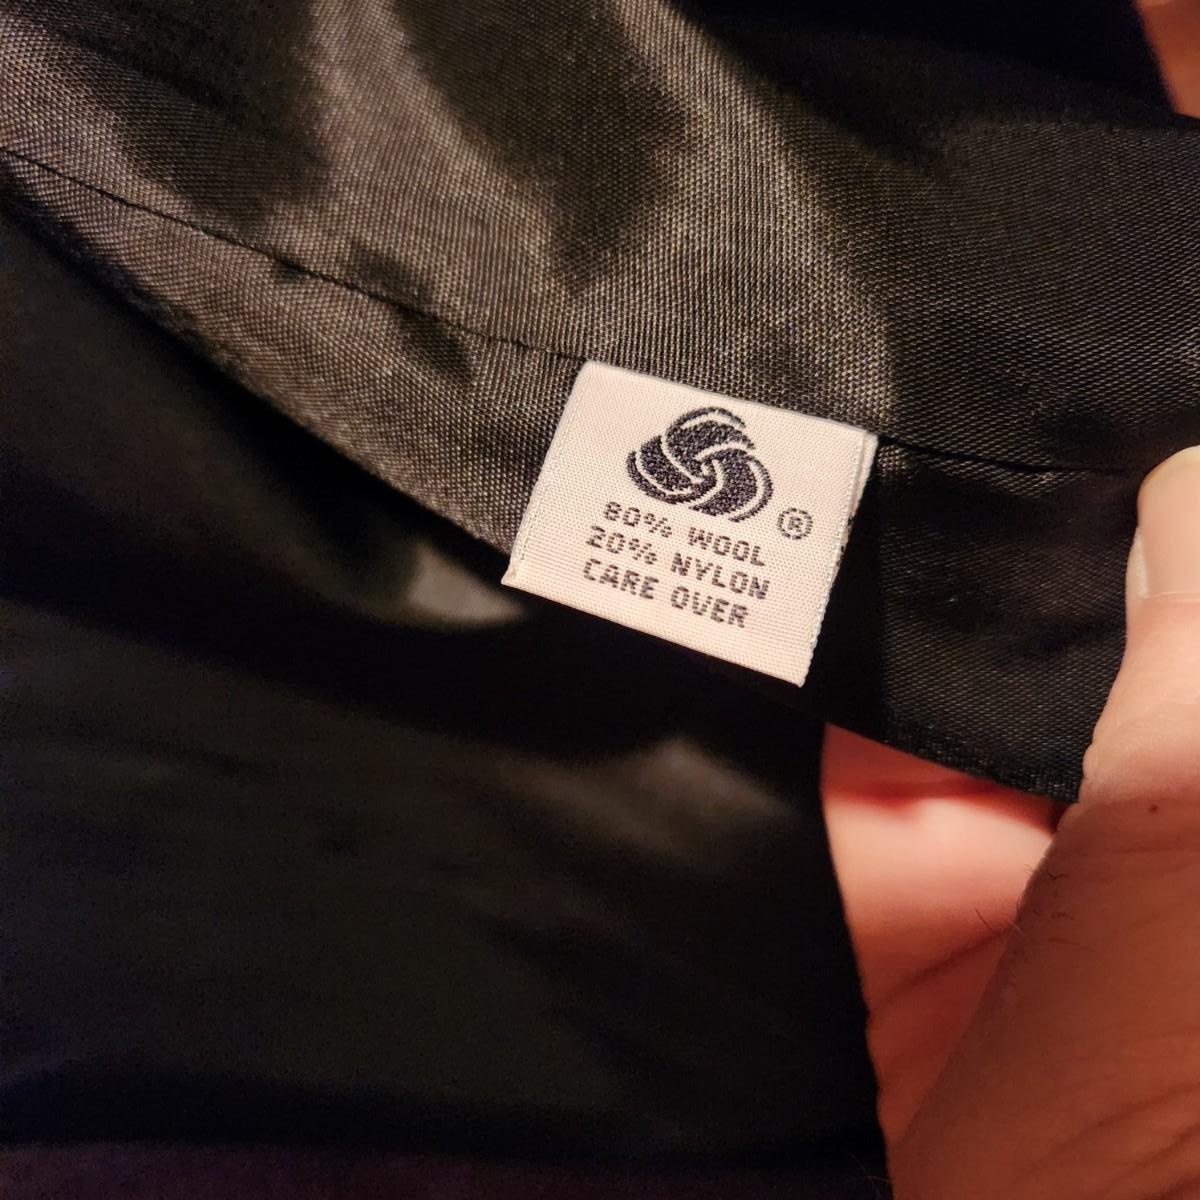 ®
80% WOOL
20% NYLON
CARE OVER